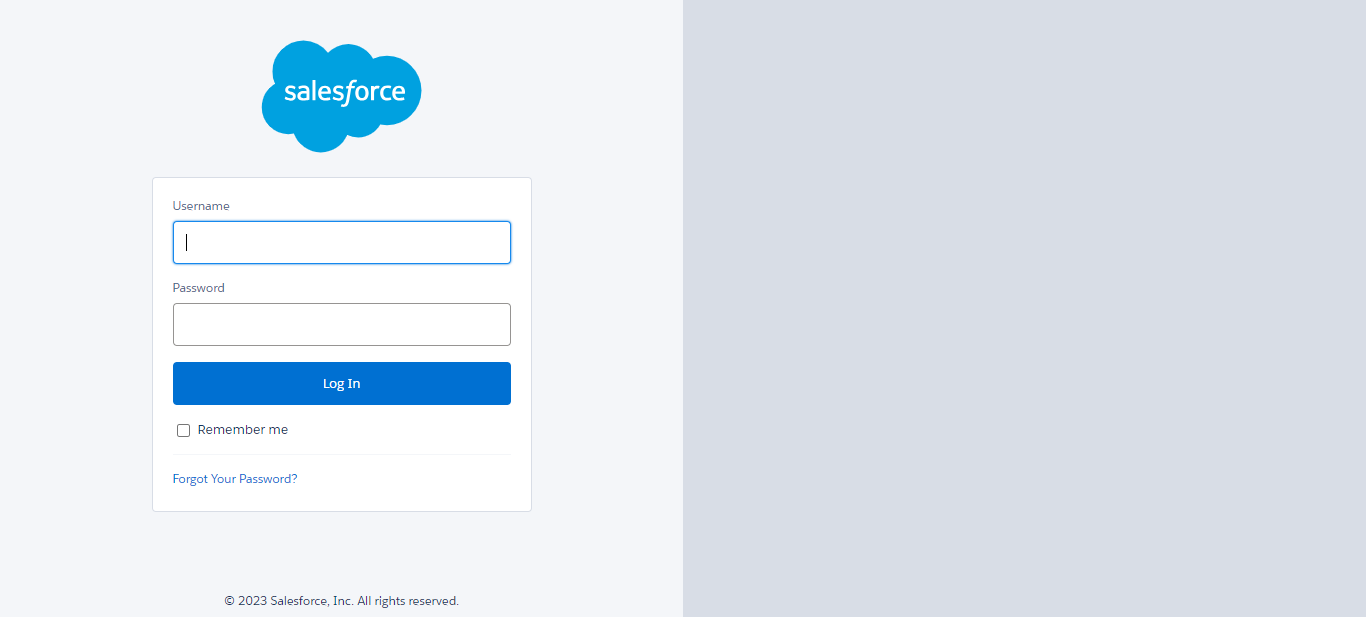 salesforce
Username
Password
Log In
Remember me
Forgot Your Password?
© 2023 Salesforce, Inc. All rights reserved.